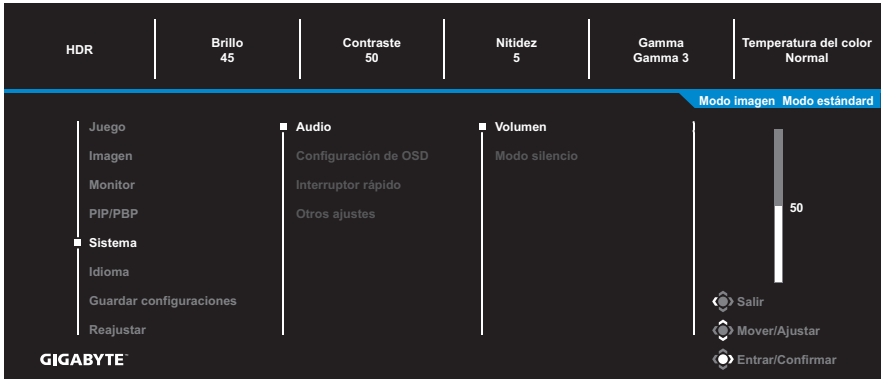 HDR
Brillo
45
Contraste
50
Nitidez
5
Gamma
Gamma 3
Temperatura del color
Normal
Modo imagen Modo estándard
Juego
Imagen
Monitor
PIP/PBP
Sistema
Idioma
Guardar configuraciones
Reajustar
Audio
Configuración de OSD
Interruptor rápido
Otros ajustes
Volumen
Modo silencio
50
Salir
Mover/Ajustar
Entrar/Confirmar
GIGABYTE™